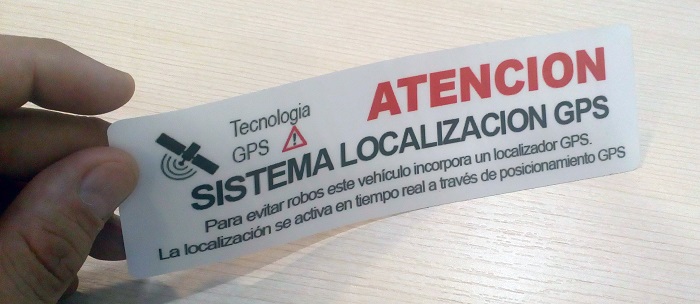 ATENCION
Tecnologia
GPS
SISTEMA LOCALIZACION GPS
Para evitar robos este vehículo incorpora un localizador GPS.
La localización se activa en tiempo real a través de posicionamiento GPS